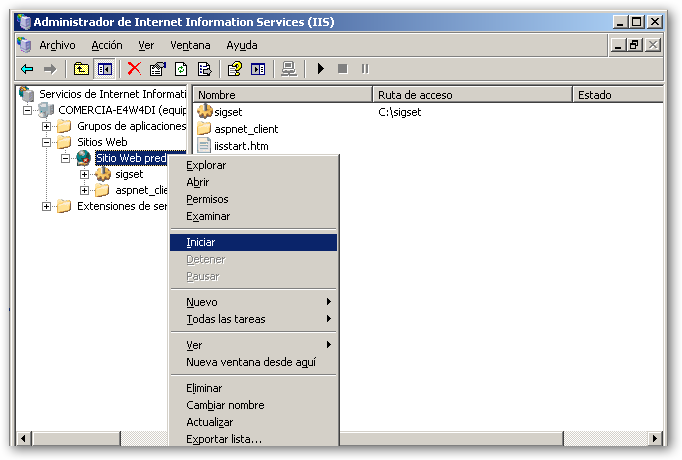 Administrador de Internet Information Services (IIS)
Archivo Acción Ver Ventana Ayuda
Servicios de Internet Informati
COMERCIA-E4W4DI (equip
Grupos de aplicaciones
Sitios Web
Sitio Web pred
sigset
aspnet_clie
Extensiones de ser
Nombre Ruta de acceso Estado
sigset C:\sigset
aspnet_client
iisstart.htm
Explorar
Abrir
Permisos
Examinar
Iniciar
Detener
Pausar
Nuevo
Todas las tareas
Ver
Nueva ventana desde aquí
Eliminar
Cambiar nombre
Actualizar
Exportar lista...